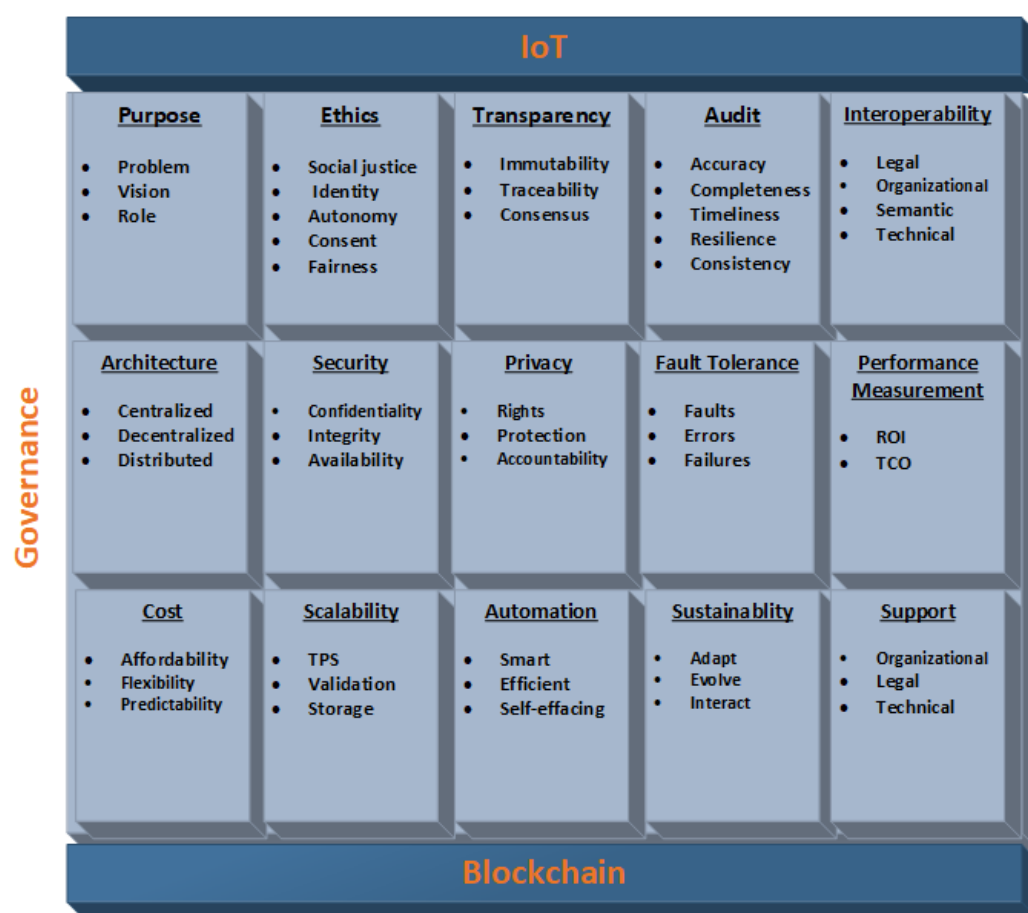 IoT
Governance
Purpose
• Problem
• Vision
• Role
Ethics
• Social justice
• Identity
• Autonomy
• Consent
• Fairness
Transparency
• Immutability
• Traceability
• Consensus
Audit
• Accuracy
• Completeness
• Timeliness
• Resilience
• Consistency
Interoperability
• Legal
• Organizational
• Semantic
• Technical
Architecture
• Centralized
• Decentralized
• Distributed
Security
• Confidentiality
• Integrity
• Availability
Privacy
• Rights
• Protection
• Accountability
Fault Tolerance
• Faults
• Errors
• Failures
Performance
Measurement
• ROI
• TCO
Cost
• Affordability
• Flexibility
• Predictability
Scalability
• TPS
• Validation
• Storage
Automation
• Smart
• Efficient
• Self-effacing
Sustainablity
• Adapt
• Evolve
• Interact
Support
• Organizational
• Legal
• Technical
Blockchain